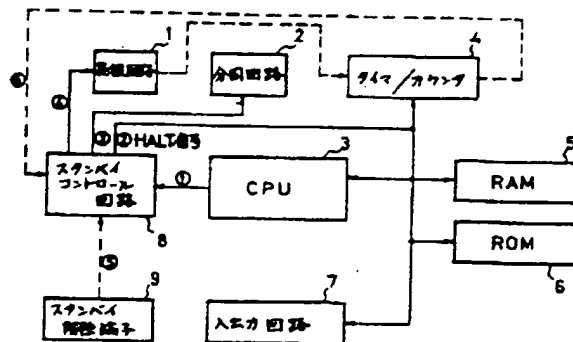 1
発振回路
2
分周回路
4
タイマ/カウンタ
⑥
④
③
②HALT信号
スタンバイ
コントロール
回路
8
①
3
CPU
5
RAM
ROM
6
⑤
9
スタンバイ
解除端子
7
入出力回路